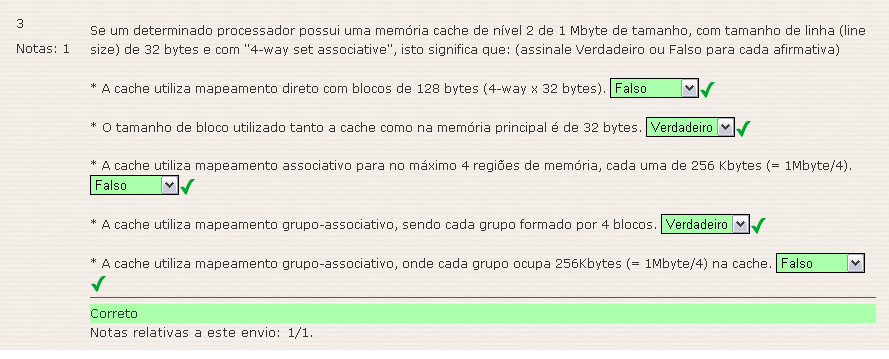 3
Notas: 1
Se um determinado processador possui uma memória cache de nível 2 de 1 Mbyte de tamanho, com tamanho de linha (line
size) de 32 bytes e com "4-way set associative", isto significa que: (assinale Verdadeiro ou Falso para cada afirmativa)
* A cache utiliza mapeamento direto com blocos de 128 bytes (4-way x 32 bytes). Falso
* O tamanho de bloco utilizado tanto a cache como na memória principal é de 32 bytes. Verdadeiro
* A cache utiliza mapeamento associativo para no máximo 4 regiões de memória, cada uma de 256 Kbytes (= 1Mbyte/4).
Falso
* A cache utiliza mapeamento grupo-associativo, sendo cada grupo formado por 4 blocos. Verdadeiro
* A cache utiliza mapeamento grupo-associativo, onde cada grupo ocupa 256Kbytes (= 1Mbyte/4) na cache. Falso
Correto
Notas relativas a este envio: 1/1.